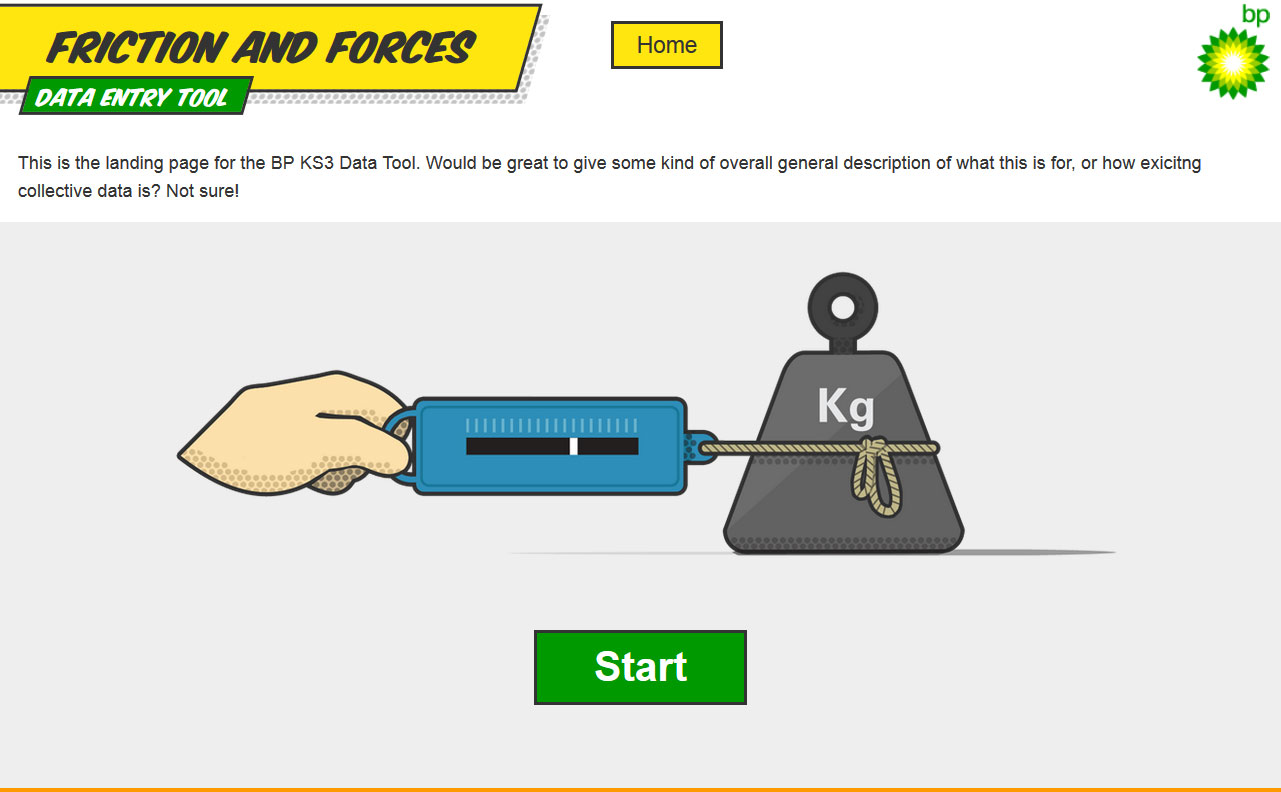 FRICTION AND FORCES
Home
bp
DATA ENTRY TOOL
This is the landing page for the BP KS3 Data Tool. Would be great to give some kind of overall general description of what this is for, or how exicitng
collective data is? Not sure!
Kg
Start